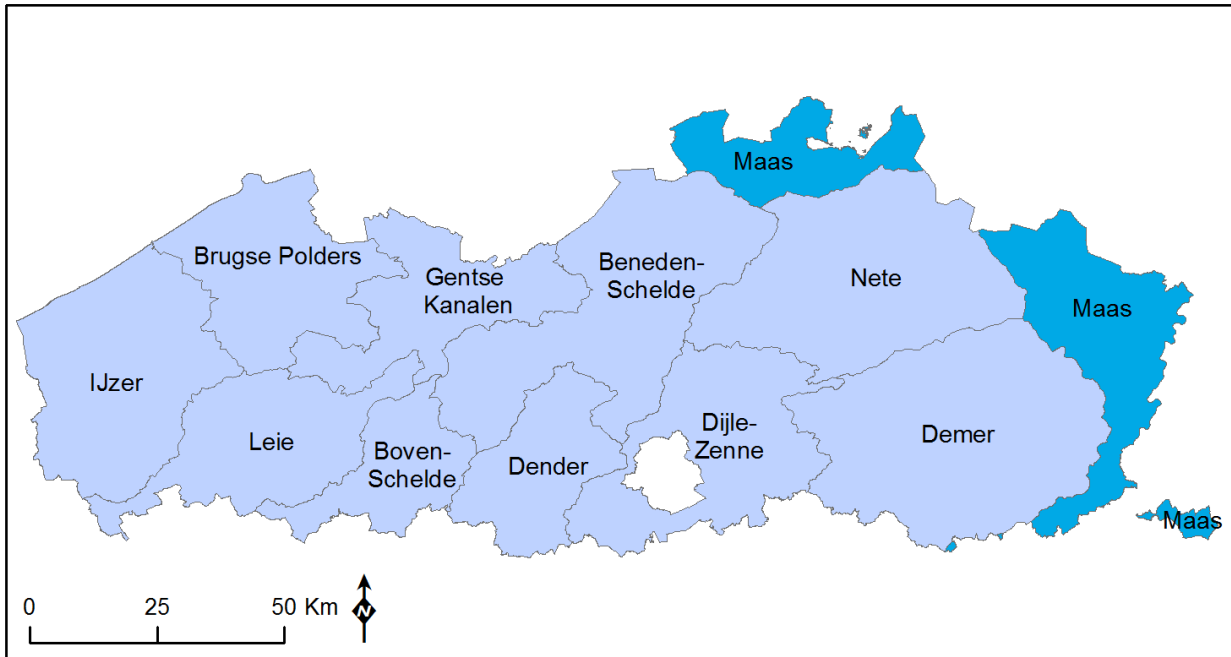 Maas
Brugse Polders
Gentse
Kanalen
Beneden-
Schelde
Nete
Maas
IJzer
Leie
Boven-
Schelde
Dender
Dijle-
Zenne
Demer
Maas
0 25 50 Km
N